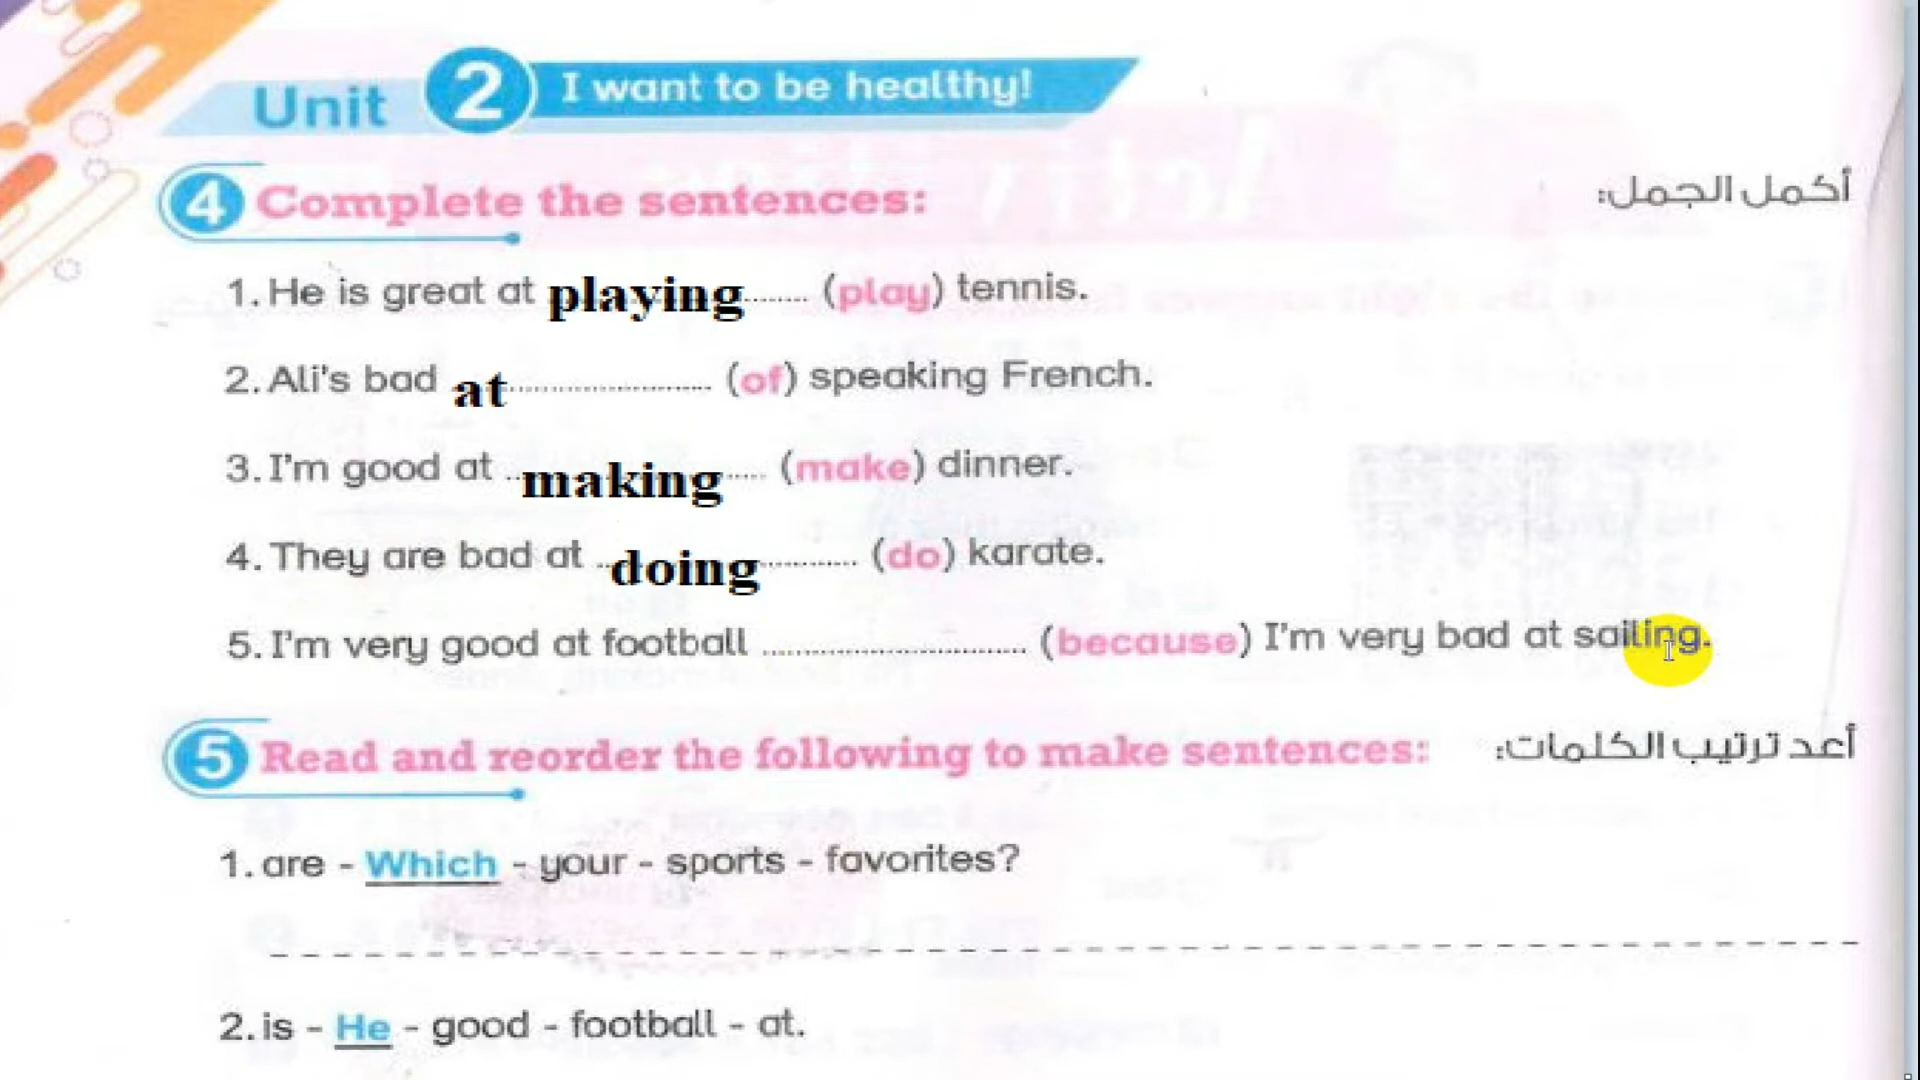 Unit 2 I want to be healthy!
4 Complete the sentences: أكمل الجمل:
1. He is great at playing........ (play) tennis.
2. Ali's bad at........................ (of) speaking French.
3. I'm good at ..making..... (make) dinner.
4. They are bad at ..doing............ (do) karate.
5. I'm very good at football ................................ (because) I'm very bad at sailing.
5 Read and reorder the following to make sentences: أعد ترتيب الكلمات:
1. are - Which - your - sports - favorites?
2. is - He - good - football - at.